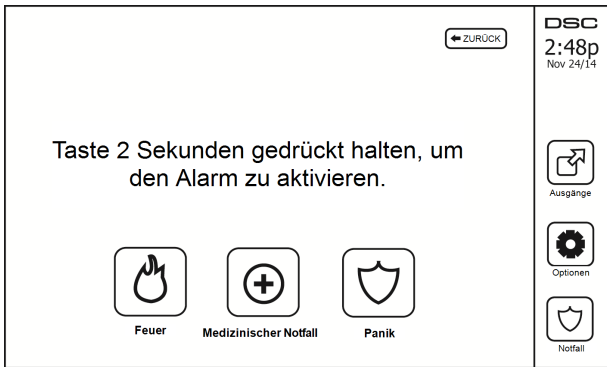 ZURÜCK
Taste 2 Sekunden gedrückt halten, um
den Alarm zu aktivieren.
Feuer
Medizinischer Notfall
Panik
DSC
2:48p
Nov 24/14
Ausgänge
Optionen
Notfall